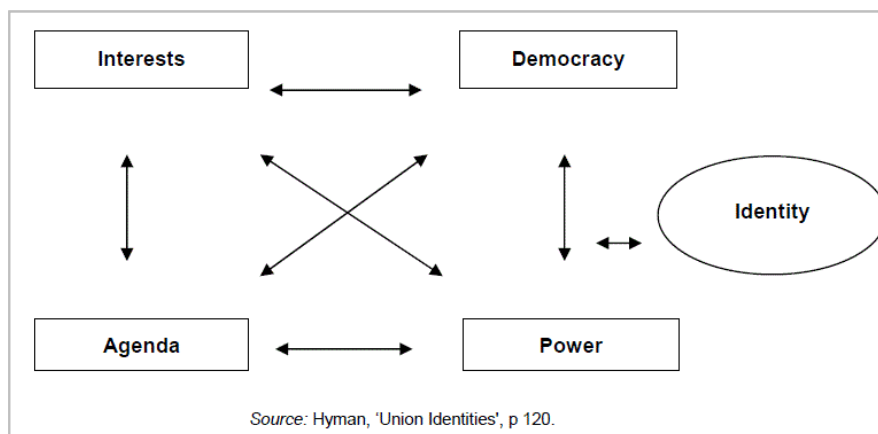 Interests
Democracy
Identity
Agenda
Power
Source: Hyman, 'Union Identities', p 120.